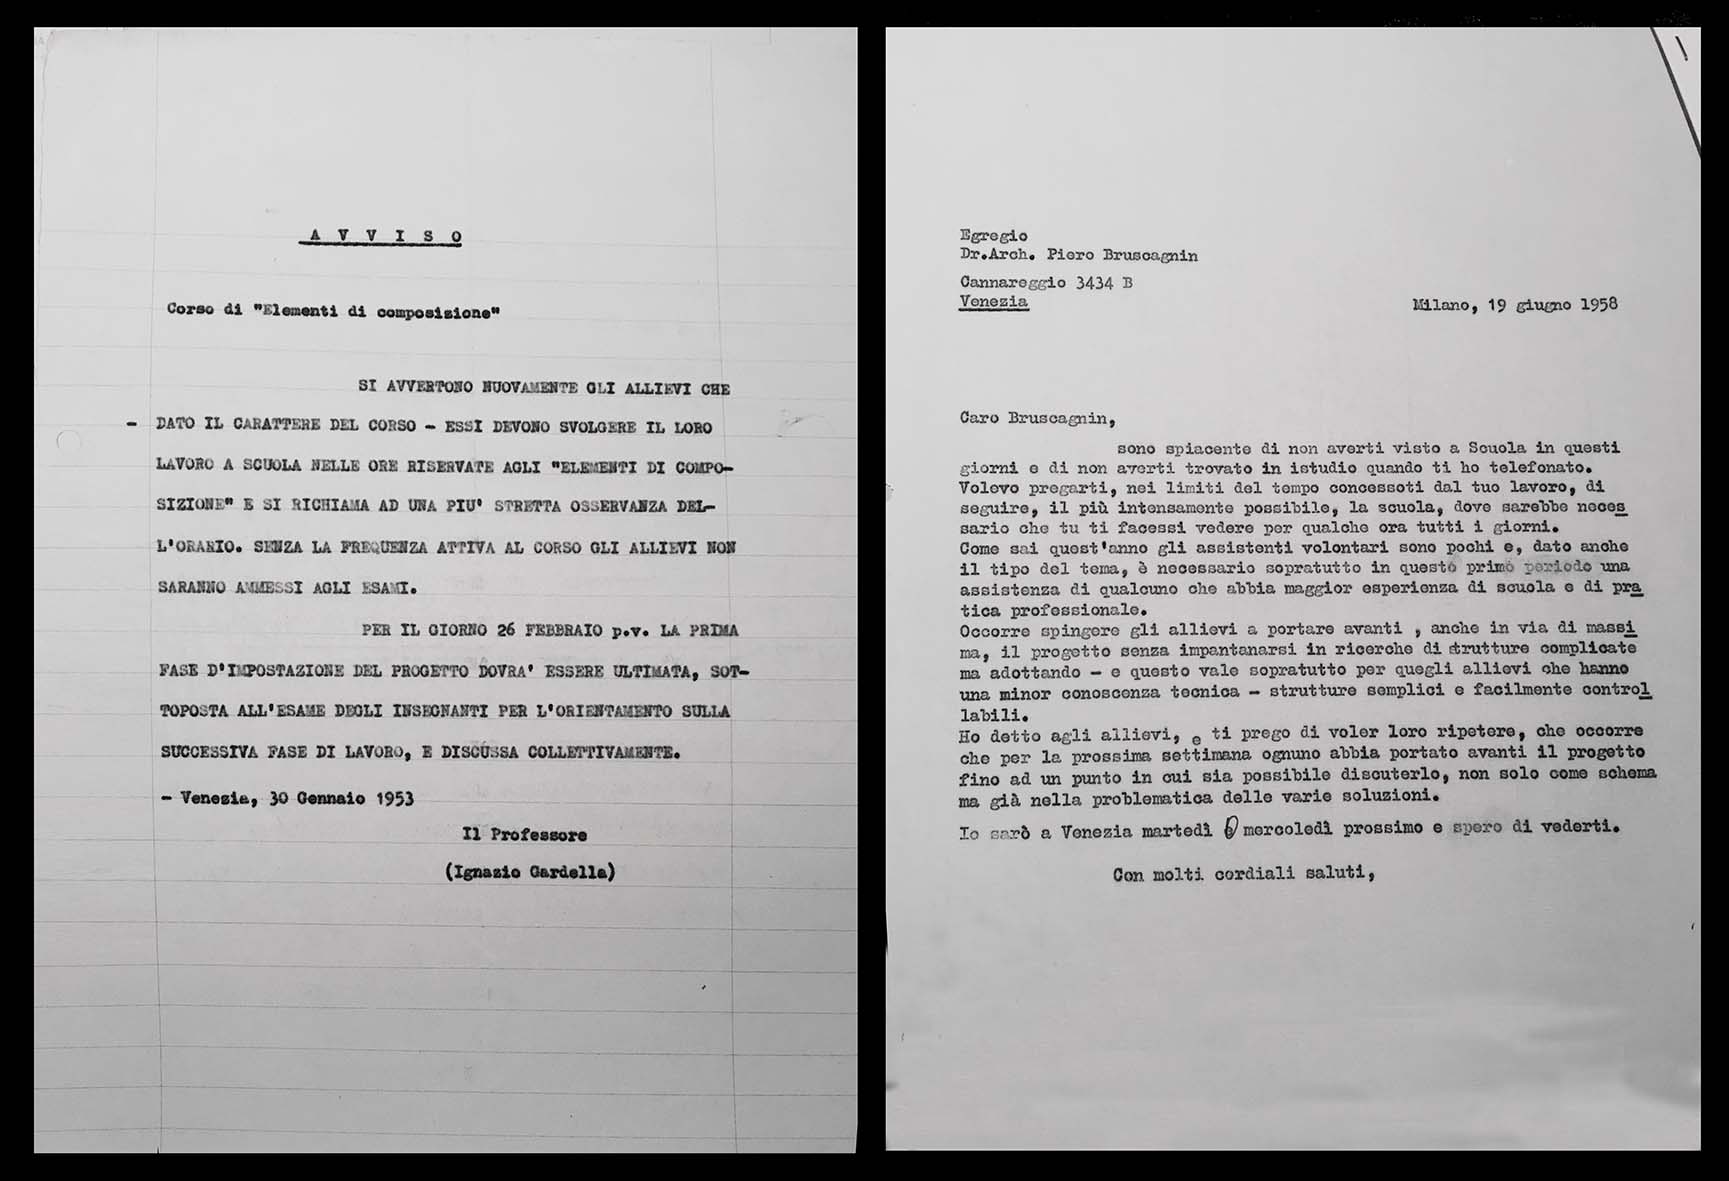 A V V I S O
Corso di "Elementi di composizione"
SI AVVERTONO NUOVAMENTE GLI ALLIEVI CHE
- DATO IL CARATTERE DEL CORSO - ESSI DEVONO SVOLGERE IL LORO
LAVORO A SCUOLA NELLE ORE RISERVATE AGLI "ELEMENTI DI COMPO-
SIZIONE" E SI RICHIAMA AD UNA PIU' STRETTA OSSERVANZA DEL-
L'ORARIO. SENZA LA FREQUENZA ATTIVA AL CORSO GLI ALLIEVI NON
SARANNO AMMESSI AGLI ESAMI.
PER IL GIORNO 26 FEBBRAIO p.v. LA PRIMA
FASE D'IMPOSTAZIONE DEL PROGETTO DOVRA' ESSERE ULTIMATA, SOT-
TOPOSTA ALL'ESAME DEGLI INSEGNANTI PER L'ORIENTAMENTO SULLA
SUCCESSIVA FASE DI LAVORO, E DISCUSSA COLLETTIVAMENTE.
- Venezia, 30 Gennaio 1953
Il Professore
(Ignazio Gardella)
Egregio
Dr.Arch. Piero Bruscagnin
Cannareggio 3434 B
Venezia
Milano, 19 giugno 1958
Caro Bruscagnin,
sono spiacente di non averti visto a Scuola in questi
giorni e di non averti trovato in istudio quando ti ho telefonato.
Volevo pregarti, nei limiti del tempo concessoti dal tuo lavoro, di
seguire, il più intensamente possibile, la scuola, dove sarebbe neces
sario che tu ti facessi vedere per qualche ora tutti i giorni.
Come sai quest'anno gli assistenti volontari sono pochi e, dato anche
il tipo del tema, è necessario sopratutto in questo primo periodo una
assistenza di qualcuno che abbia maggior esperienza di scuola e di pra
tica professionale.
Occorre spingere gli allievi a portare avanti , anche in via di massi
ma, il progetto senza impantanarsi in ricerche di strutture complicate
ma adottando - e questo vale sopratutto per quegli allievi che hanno
una minor conoscenza tecnica - strutture semplici e facilmente control
labili.
Ho detto agli allievi, e ti prego di voler loro ripetere, che occorre
che per la prossima settimana ognuno abbia portato avanti il progetto
fino ad un punto in cui sia possibile discuterlo, non solo come schema
ma già nella problematica delle varie soluzioni.
Io sarò a Venezia martedì o mercoledì prossimo e spero di vederti.
Con molti cordiali saluti,